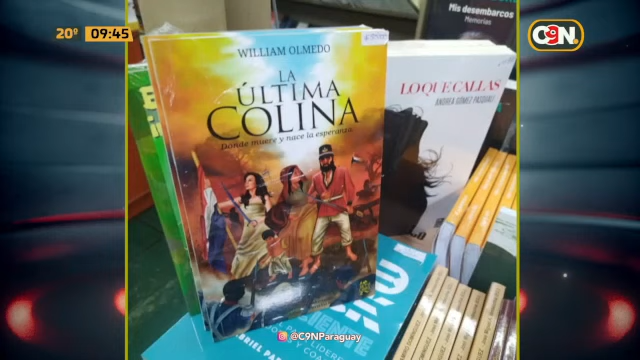 20º
09:45
C9N
Mis desembarcos
Memorias
WILLIAM OLMEDO
LA
ÚLTIMA
COLINA
Donde muere y nace la esperanza
LO QUE CALLAS
ANDREA GÓMEZ PASQUALE
@C9NParaguay